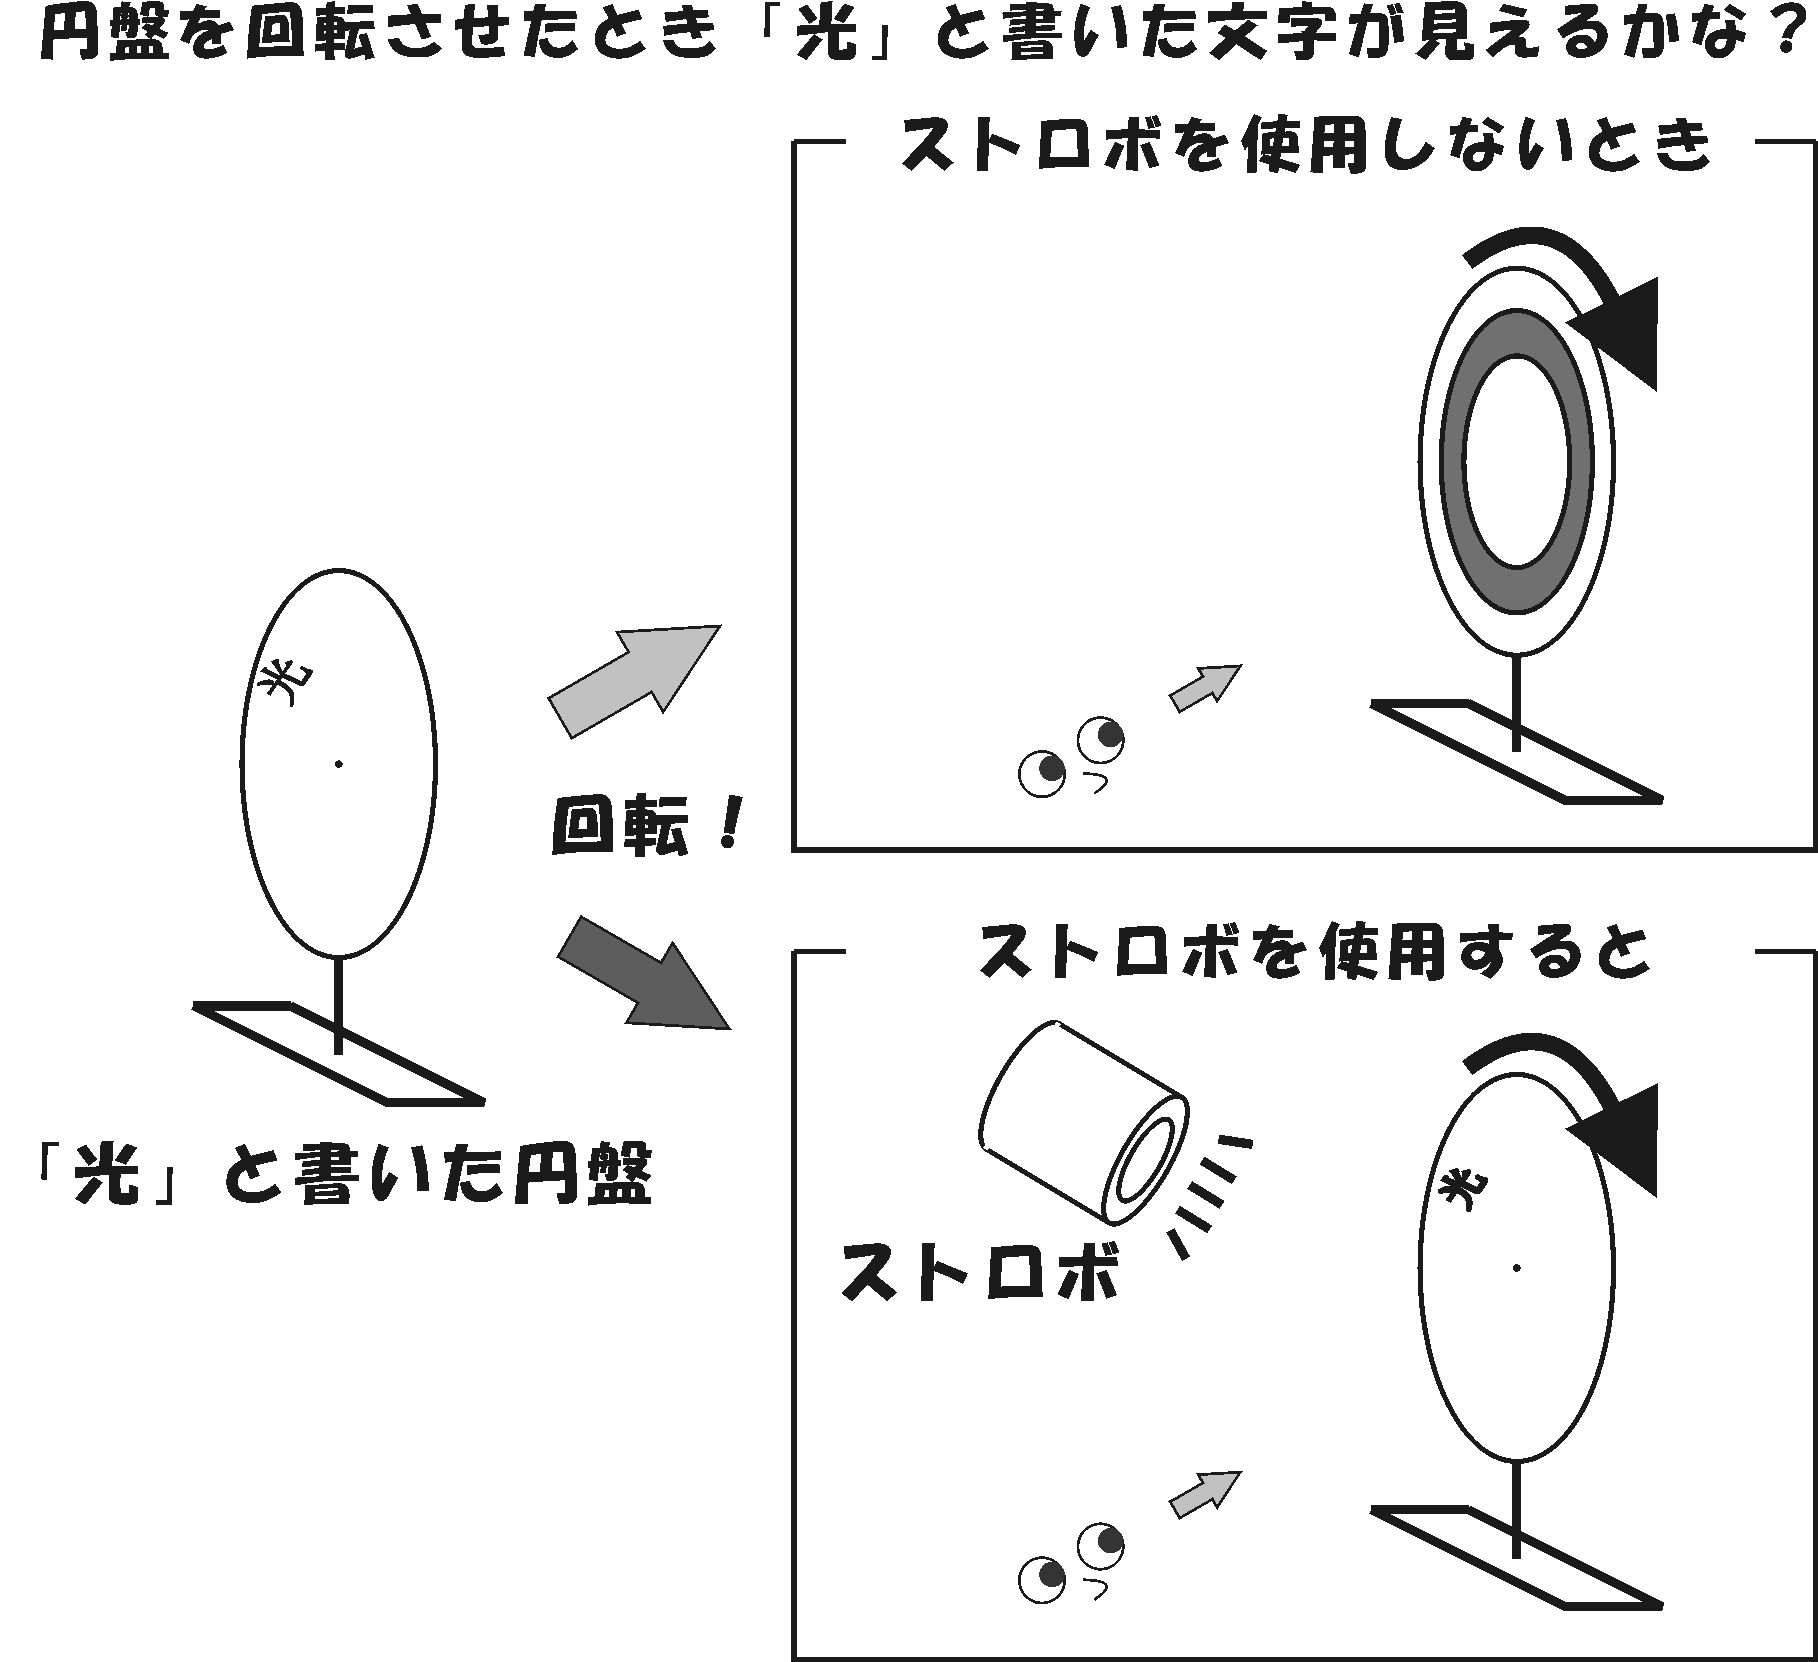 円盤を回転させたとき「光」と書いた文字が見えるかな？
ストロボを使用しないとき
光
回転！
「光」と書いた円盤
ストロボを使用すると
光
ストロボ